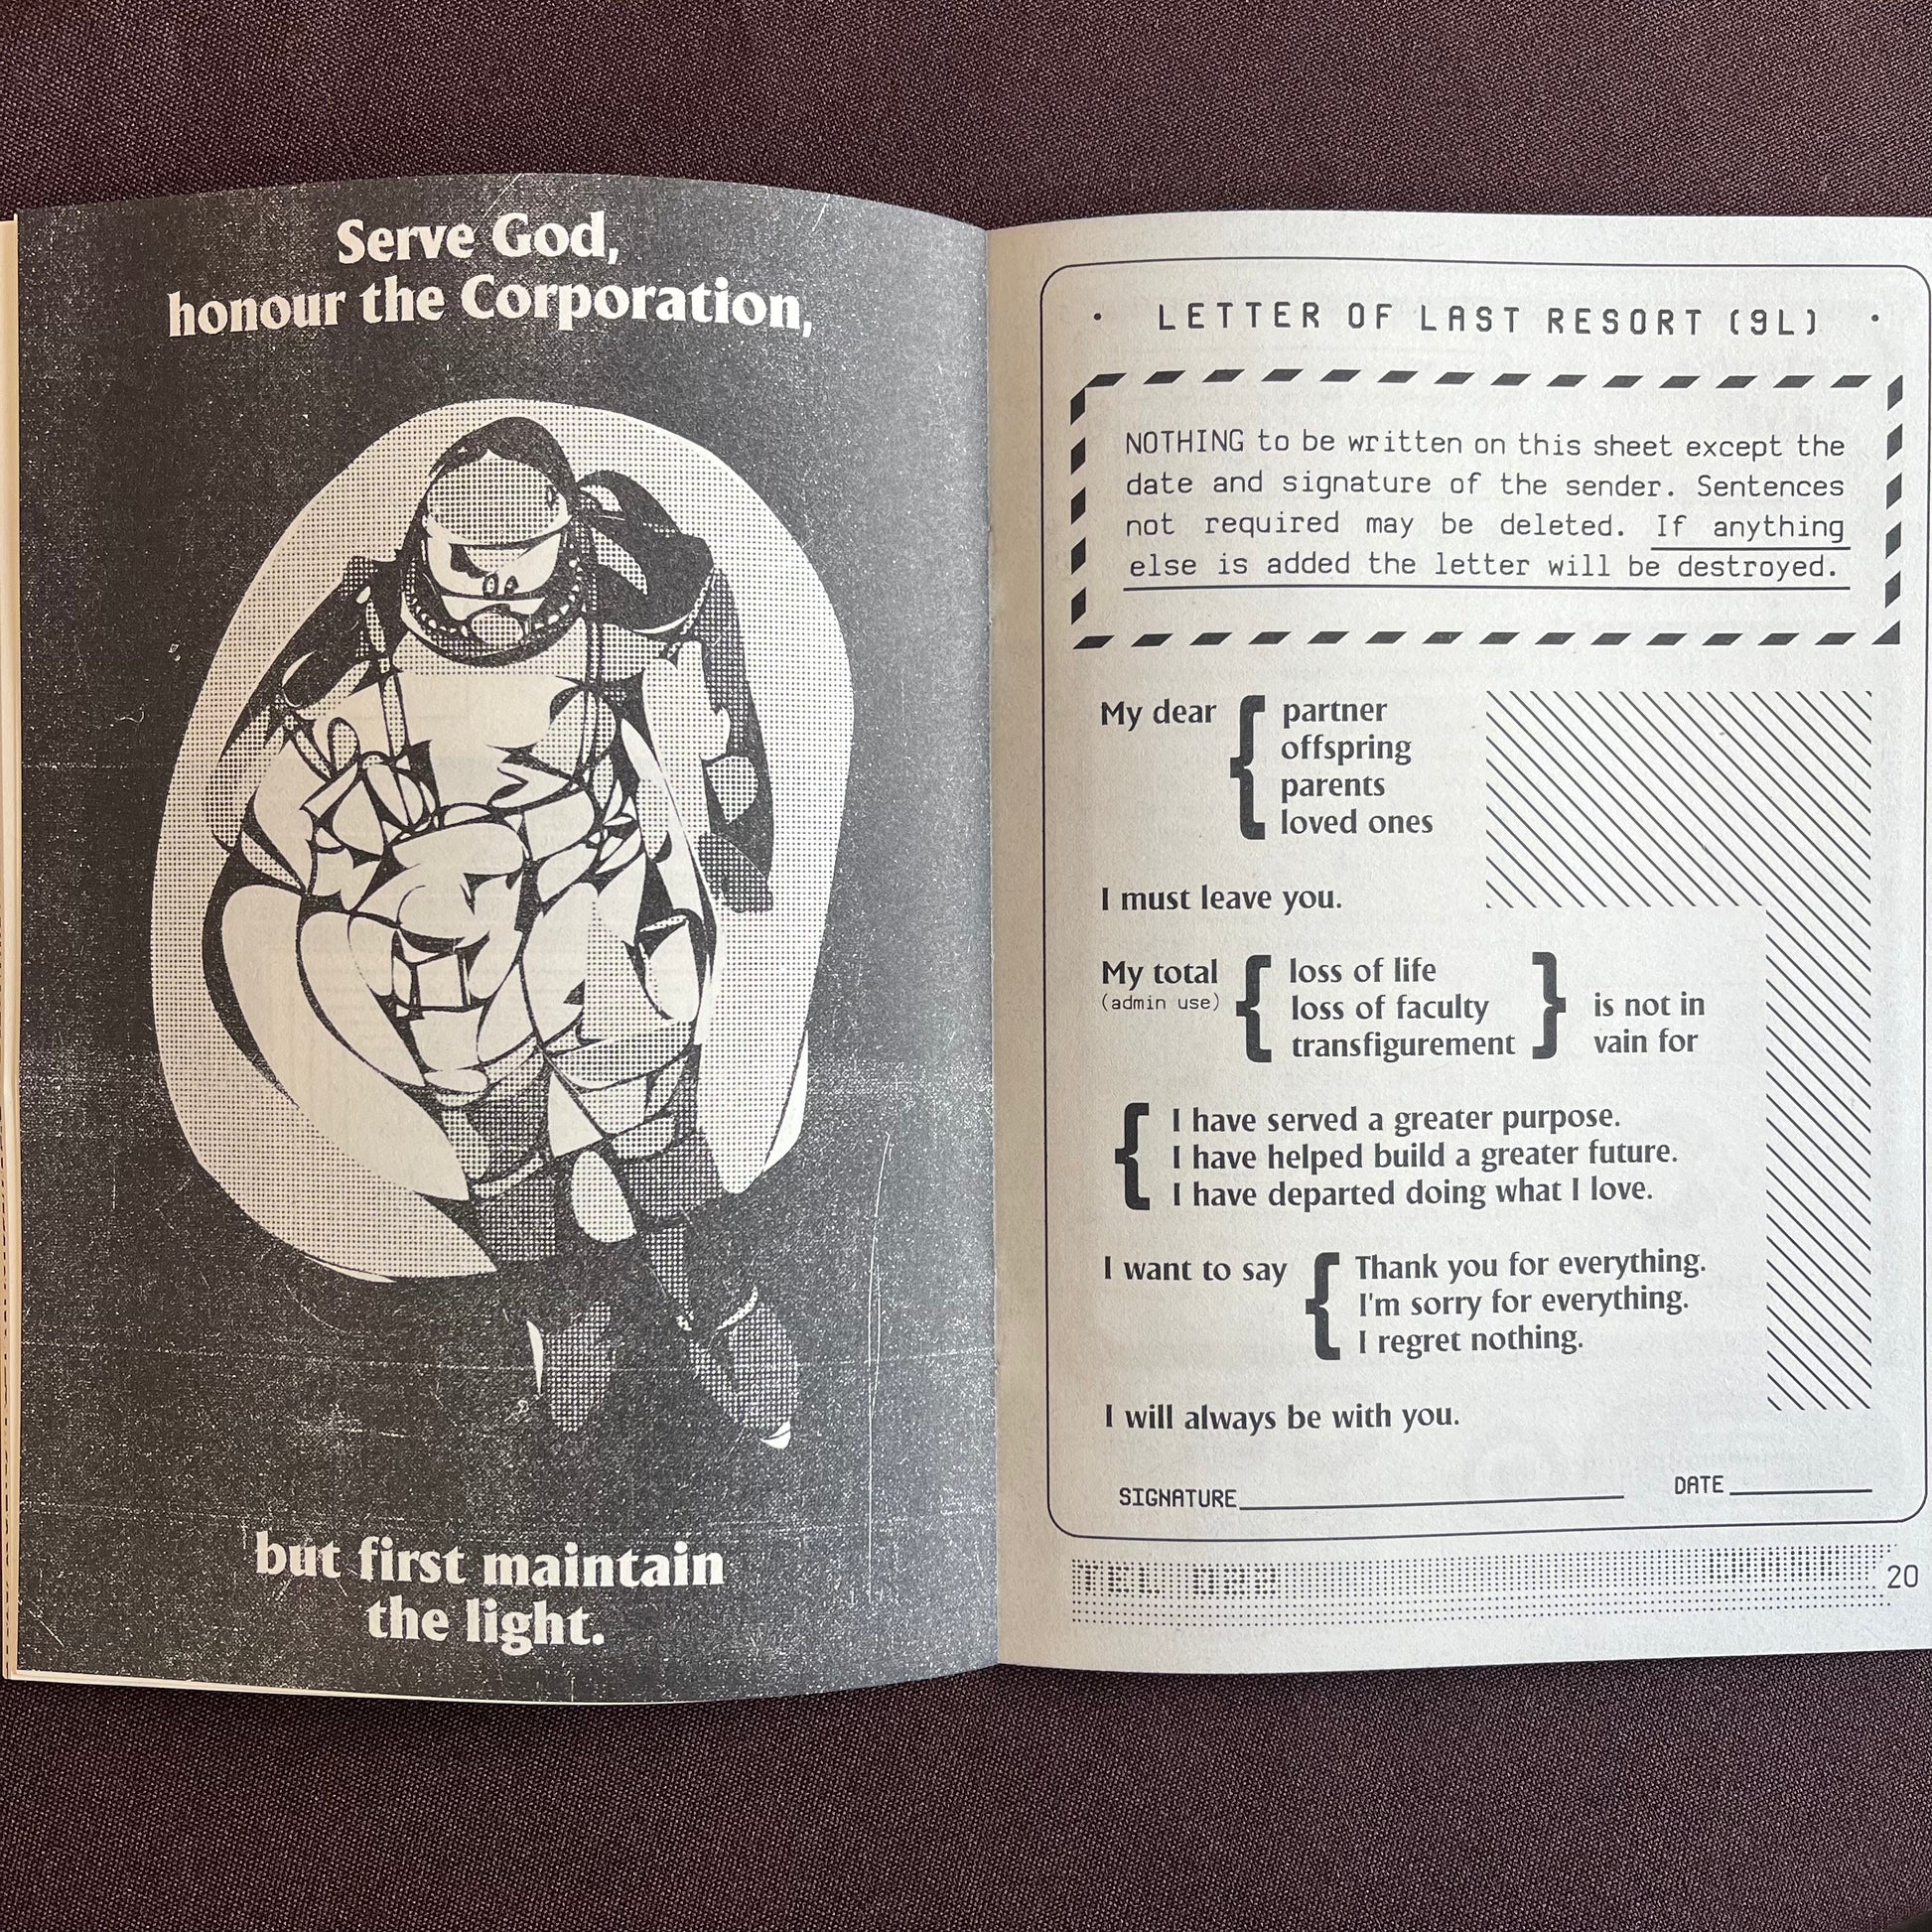 Serve God,
honour the Corporation,
but first maintain
the light.
· LETTER OF LAST RESORT (9L) ·
NOTHING to be written on this sheet except the
date and signature of the sender. Sentences
not required may be deleted. If anything
else is added the letter will be destroyed.
My dear
partner
offspring
parents
loved ones
I must leave you.
My total
(admin use)
loss of life
loss of faculty
transfigurement
is not in
vain for
I have served a greater purpose.
I have helped build a greater future.
I have departed doing what I love.
I want to say
Thank you for everything.
I'm sorry for everything.
I regret nothing.
I will always be with you.
SIGNATURE
DATE
TEL
20